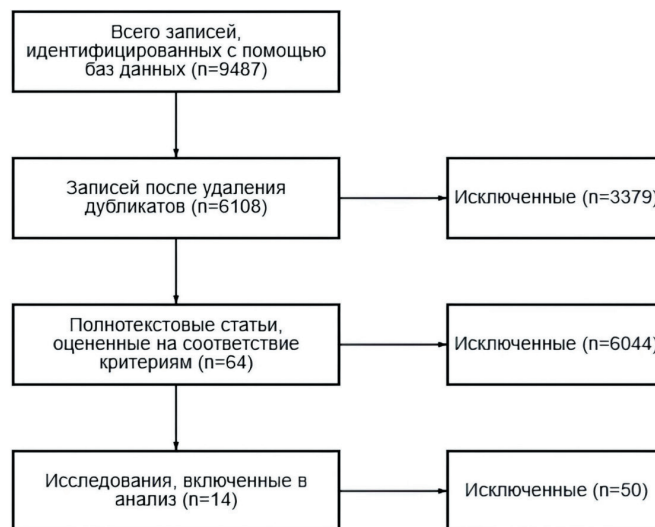 Всего записей,
идентифицированных с помощью
баз данных (n=9487)
Записей после удаления
дубликатов (n=6108)
Исключенные (n=3379)
Полнотекстовые статьи,
оцененные на соответствие
критериям (n=64)
Исключенные (n=6044)
Исследования, включенные в
анализ (n=14)
Исключенные (n=50)